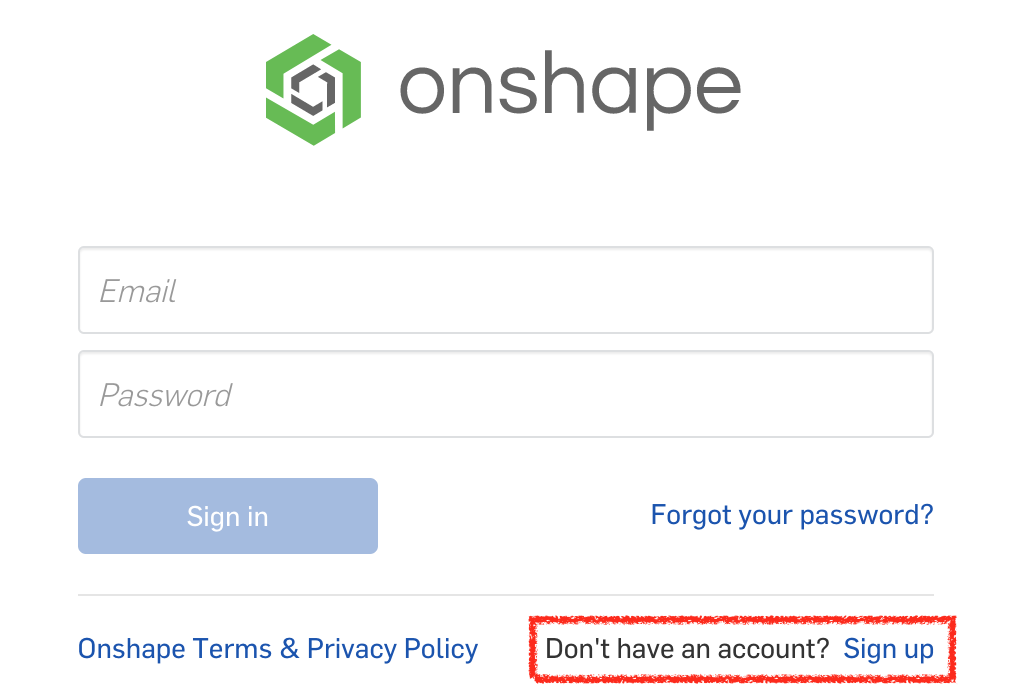 onshape
Email
Password
Sign in
Forgot your password?
Onshape Terms & Privacy Policy
Don't have an account? Sign up